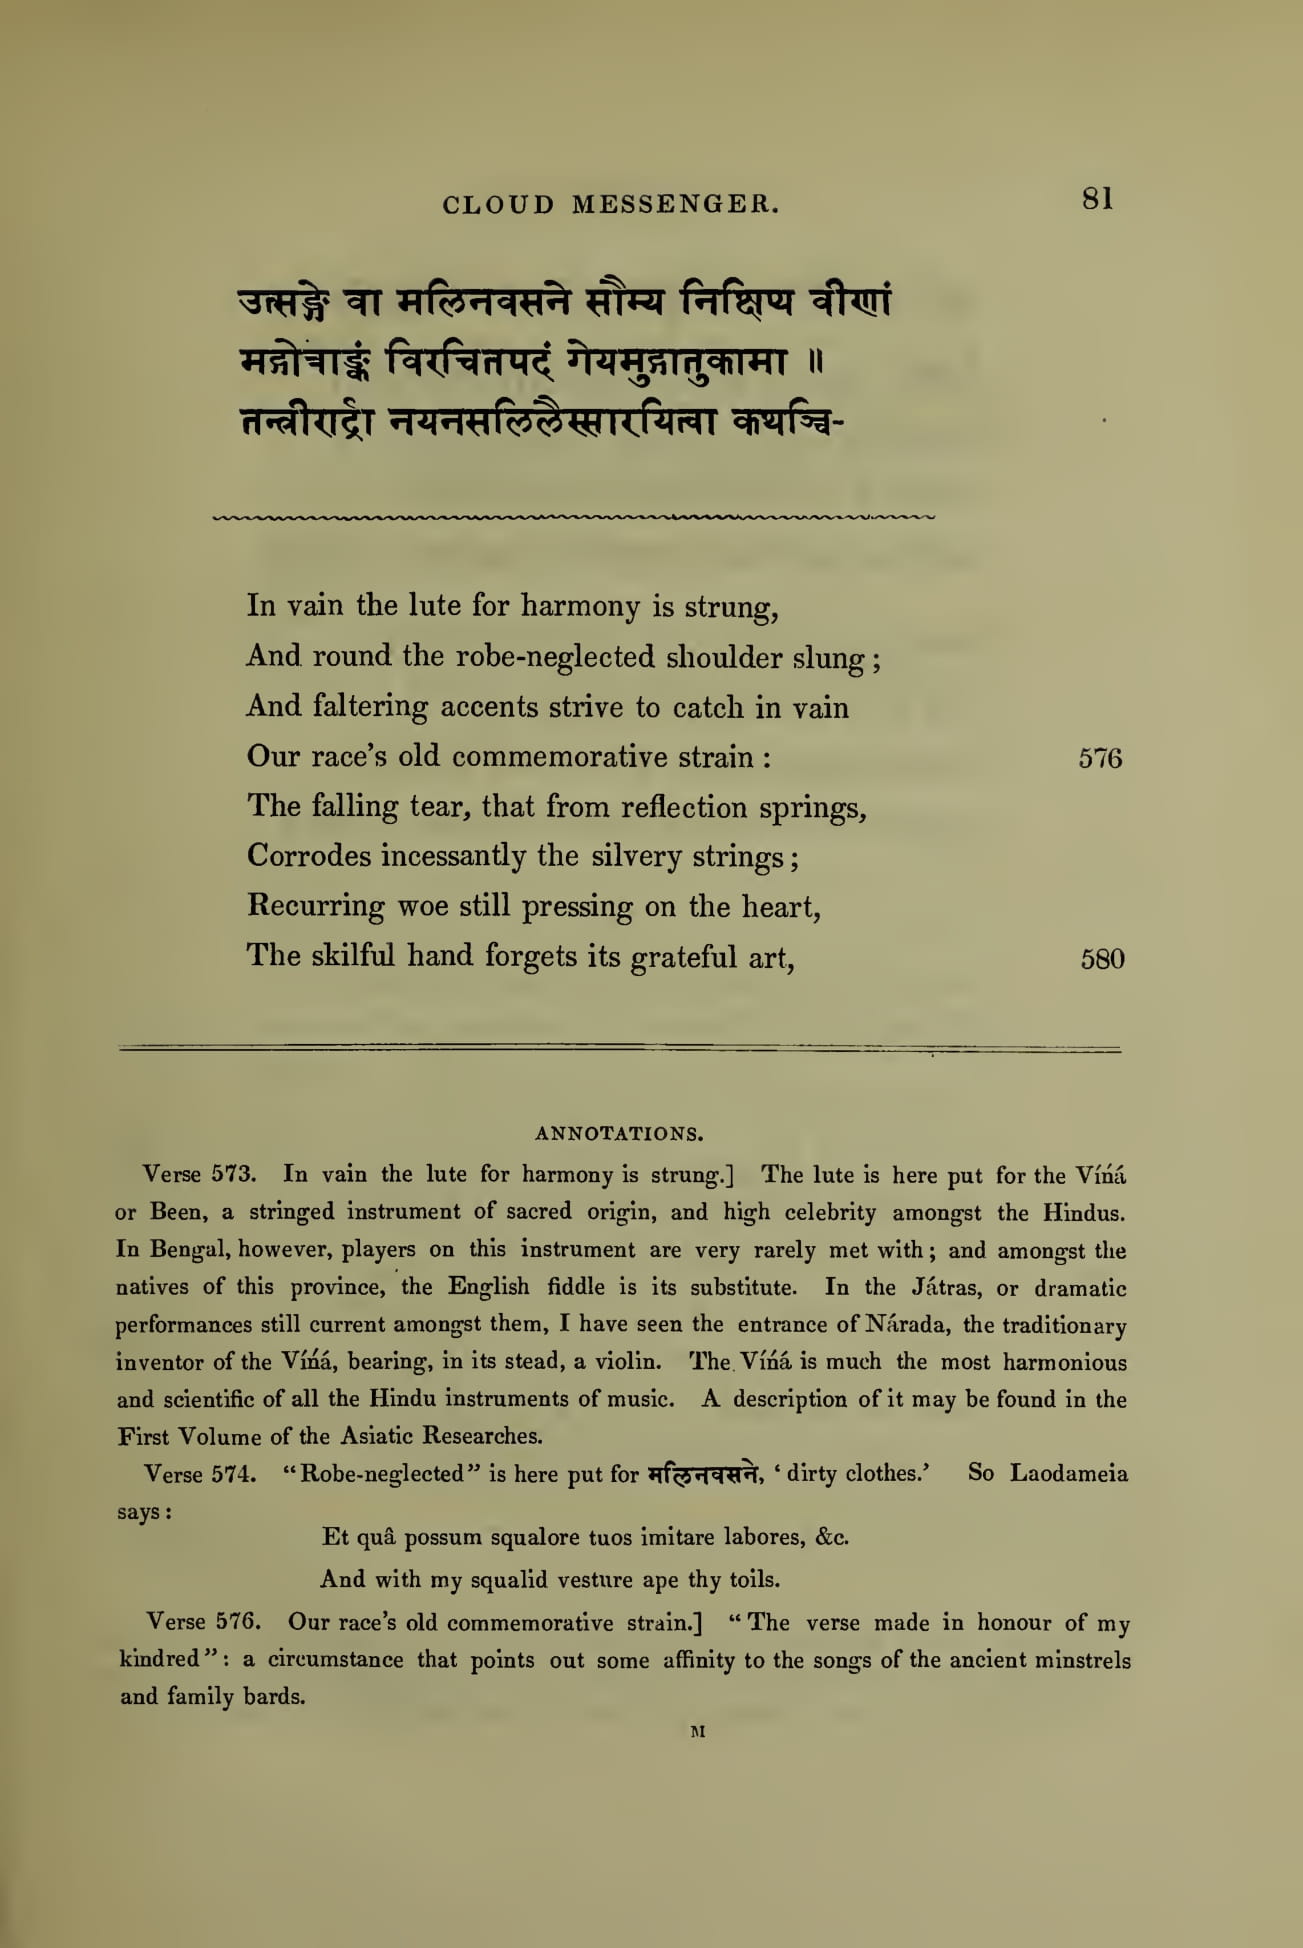 CLOUD MESSENGER. 81
उत्सङ्गे वा मलिनवसने सौम्य निक्षिप्य वीणां
मद्गोत्राङ्कं विरचितपदं गेयमुद्गातुकामा ॥
तन्त्रीरार्द्रा नयनसलिलैस्सारयित्वा कथञ्चि-
In vain the lute for harmony is strung,
And round the robe-neglected shoulder slung;
And faltering accents strive to catch in vain
Our race’s old commemorative strain: 576
The falling tear, that from reflection springs,
Corrodes incessantly the silvery strings;
Recurring woe still pressing on the heart,
The skilful hand forgets its grateful art, 580
ANNOTATIONS.
Verse 573. In vain the lute for harmony is strung.] The lute is here put for the Víńá
or Been, a stringed instrument of sacred origin, and high celebrity amongst the Hindus.
In Bengal, however, players on this instrument are very rarely met with; and amongst the
natives of this province, the English fiddle is its substitute. In the Játras, or dramatic
performances still current amongst them, I have seen the entrance of Nárada, the traditionary
inventor of the Víńá, bearing, in its stead, a violin. The Víńá is much the most harmonious
and scientific of all the Hindu instruments of music. A description of it may be found in the
First Volume of the Asiatic Researches.
Verse 574. “Robe-neglected” is here put for मलिनवसने, ‘dirty clothes.’ So Laodameia
says:
Et quâ possum squalore tuos imitare labores, &c.
And with my squalid vesture ape thy toils.
Verse 576. Our race’s old commemorative strain.] “The verse made in honour of my
kindred”: a circumstance that points out some affinity to the songs of the ancient minstrels
and family bards.
M